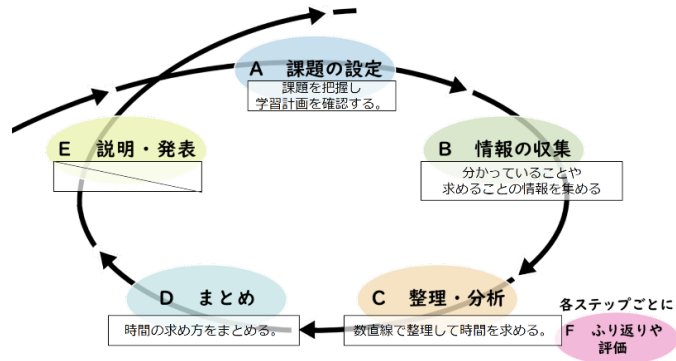 A 課題の設定
課題を把握し
学習計画を確認する。
B 情報の収集
分かっていることや
求めることの情報を集める
C 整理・分析
数直線で整理して時間を求める。
D まとめ
時間の求め方をまとめる。
E 説明・発表
各ステップごとに
F ふり返りや
評価